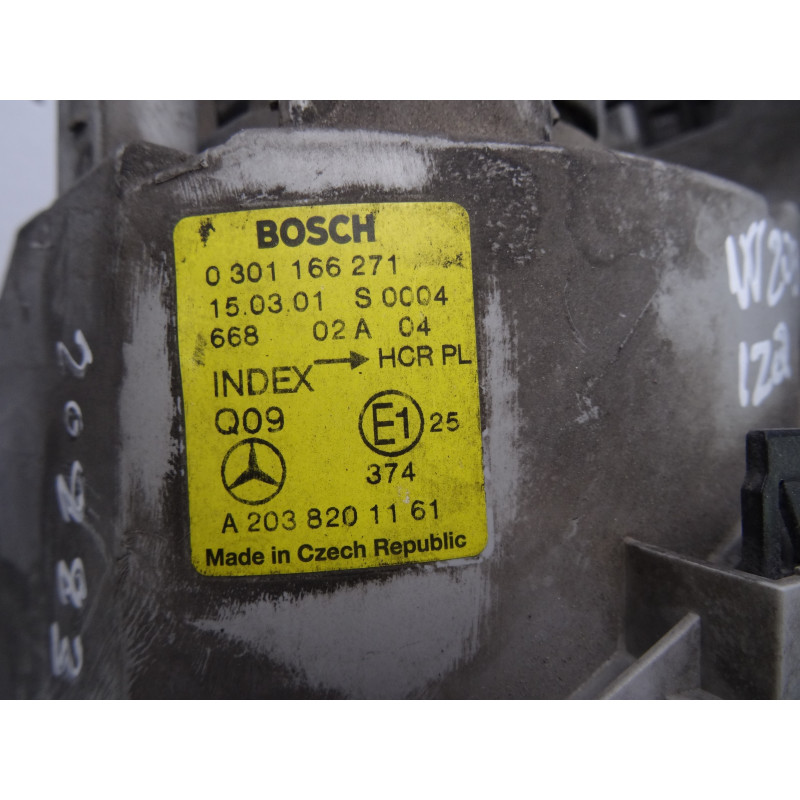 BOSCH
0 301 166 271
15.03.01 S 0004
668 02 A 04
INDEX → HCR PL
Q09 E1 25
374
A 203 820 11 61
Made in Czech Republic